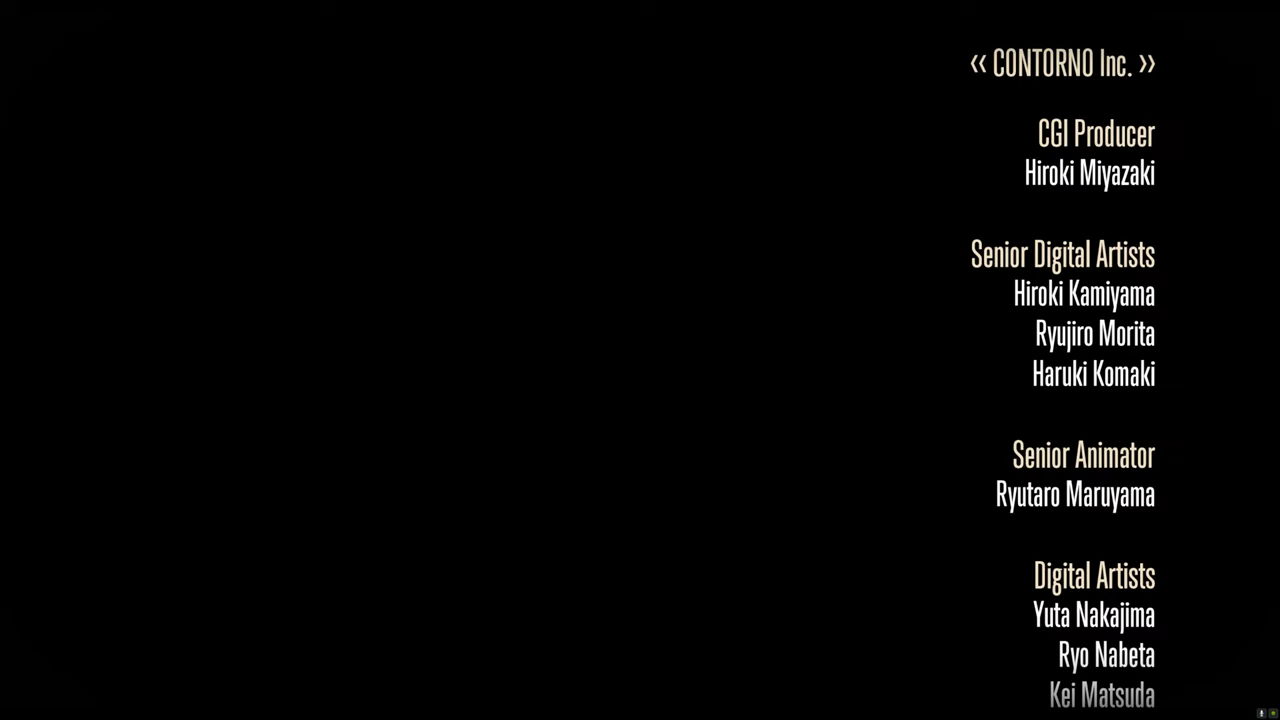 « CONTORNO Inc. »
CGI Producer
Hiroki Miyazaki
Senior Digital Artists
Hiroki Kamiyama
Ryujiro Morita
Haruki Komaki
Senior Animator
Ryutaro Maruyama
Digital Artists
Yuta Nakajima
Ryo Nabeta
Kei Matsuda